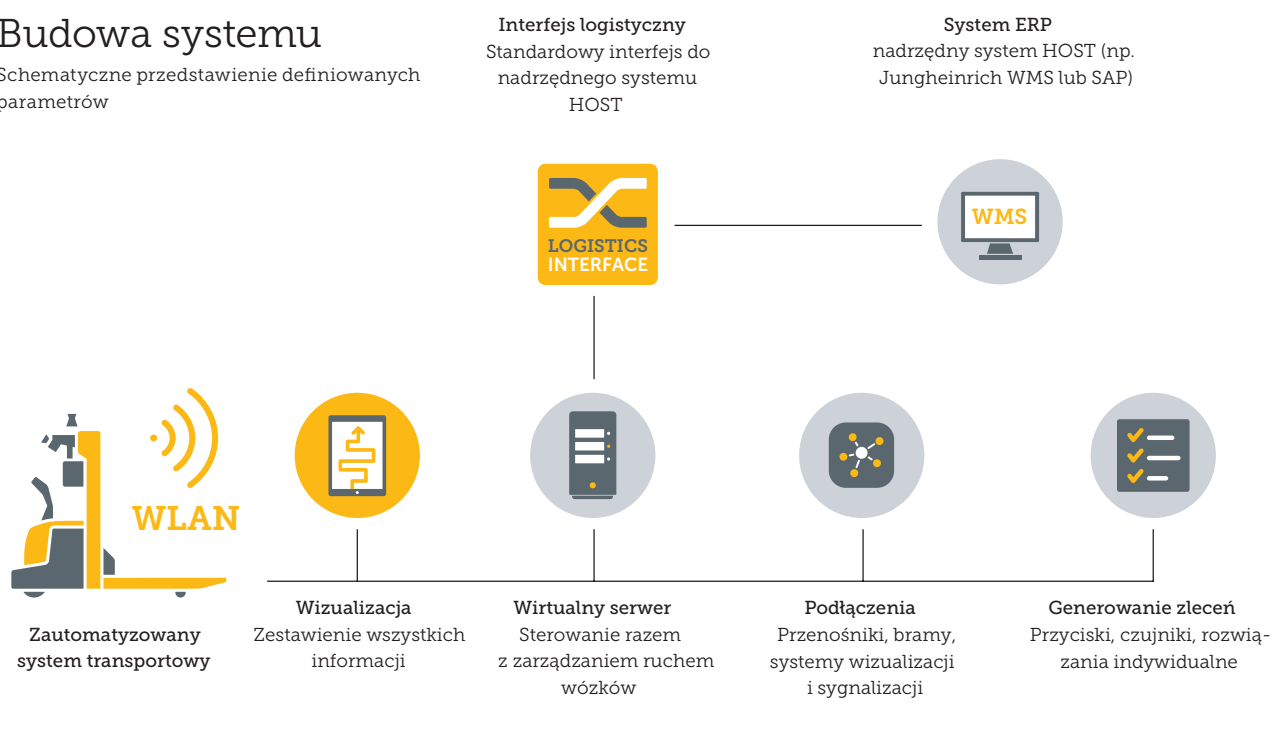 Budowa systemu
Schematyczne przedstawienie definiowanych
parametrów
Interfejs logistyczny
Standardowy interfejs do
nadrzędnego systemu
HOST
System ERP
nadrzędny system HOST (np.
Jungheinrich WMS lub SAP)
LOGISTICS
INTERFACE
WMS
WLAN
Zautomatyzowany
system transportowy
Wizualizacja
Zestawienie wszystkich
informacji
Wirtualny serwer
Sterowanie razem
z zarządzaniem ruchem
wózków
Podłączenia
Przenośniki, bramy,
systemy wizualizacji
i sygnalizacji
Generowanie zleceń
Przyciski, czujniki, rozwią-
zania indywidualne